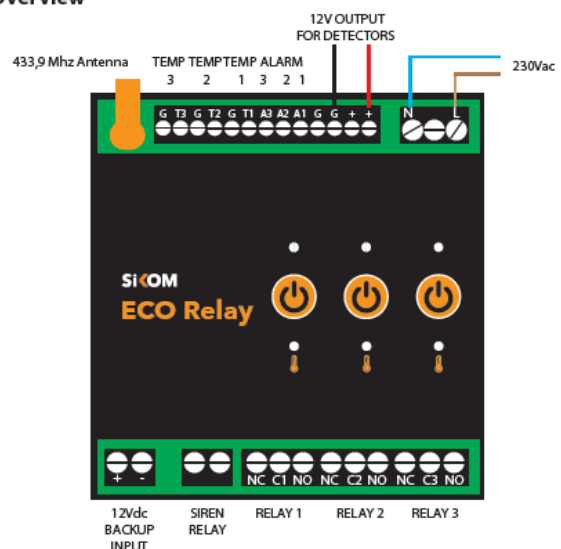 Overview
12V OUTPUT
FOR DETECTORS
433,9 Mhz Antenna
TEMP TEMP TEMP ALARM
3 2 1 3 2 1
230Vac
G T3 G T2 G T1 A3 A2 A1 G G + +
N L
SiKOM
ECO Relay
+ -
NC C1 NO NC C2 NO NC C3 NO
12Vdc
BACKUP
INPUT
SIREN
RELAY
RELAY 1
RELAY 2
RELAY 3